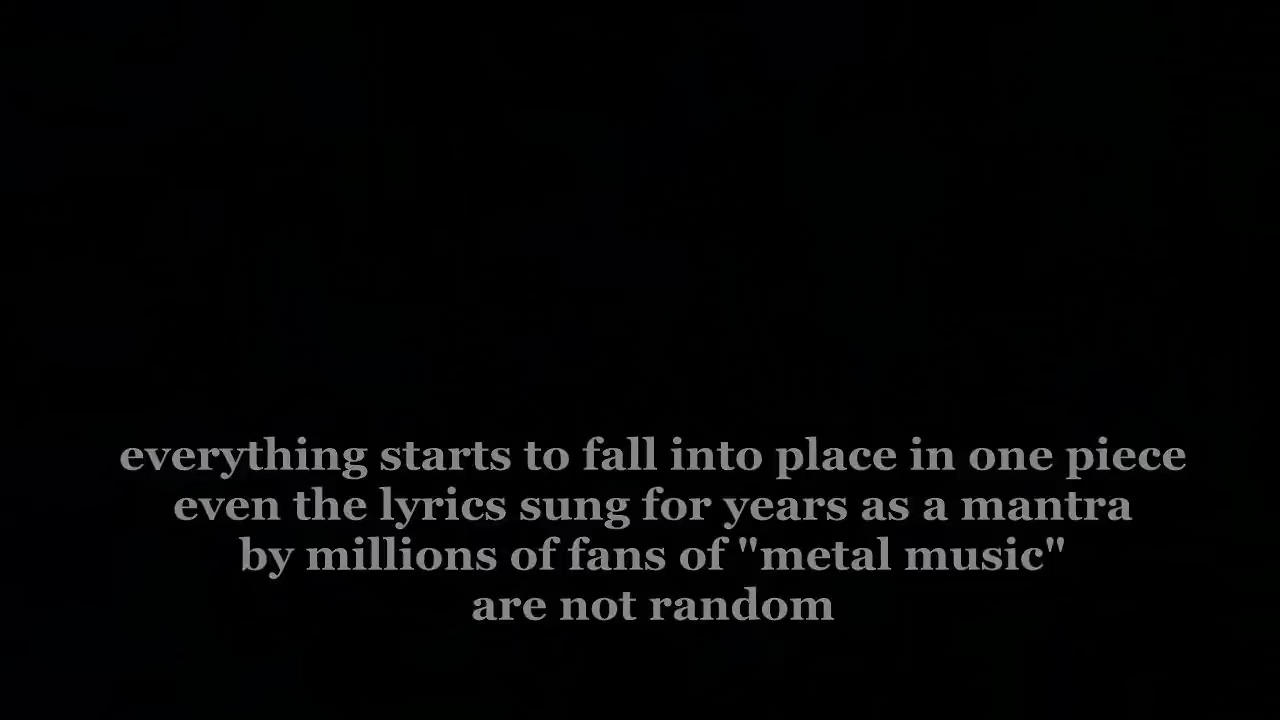 everything starts to fall into place in one piece
even the lyrics sung for years as a mantra
by millions of fans of "metal music"
are not random